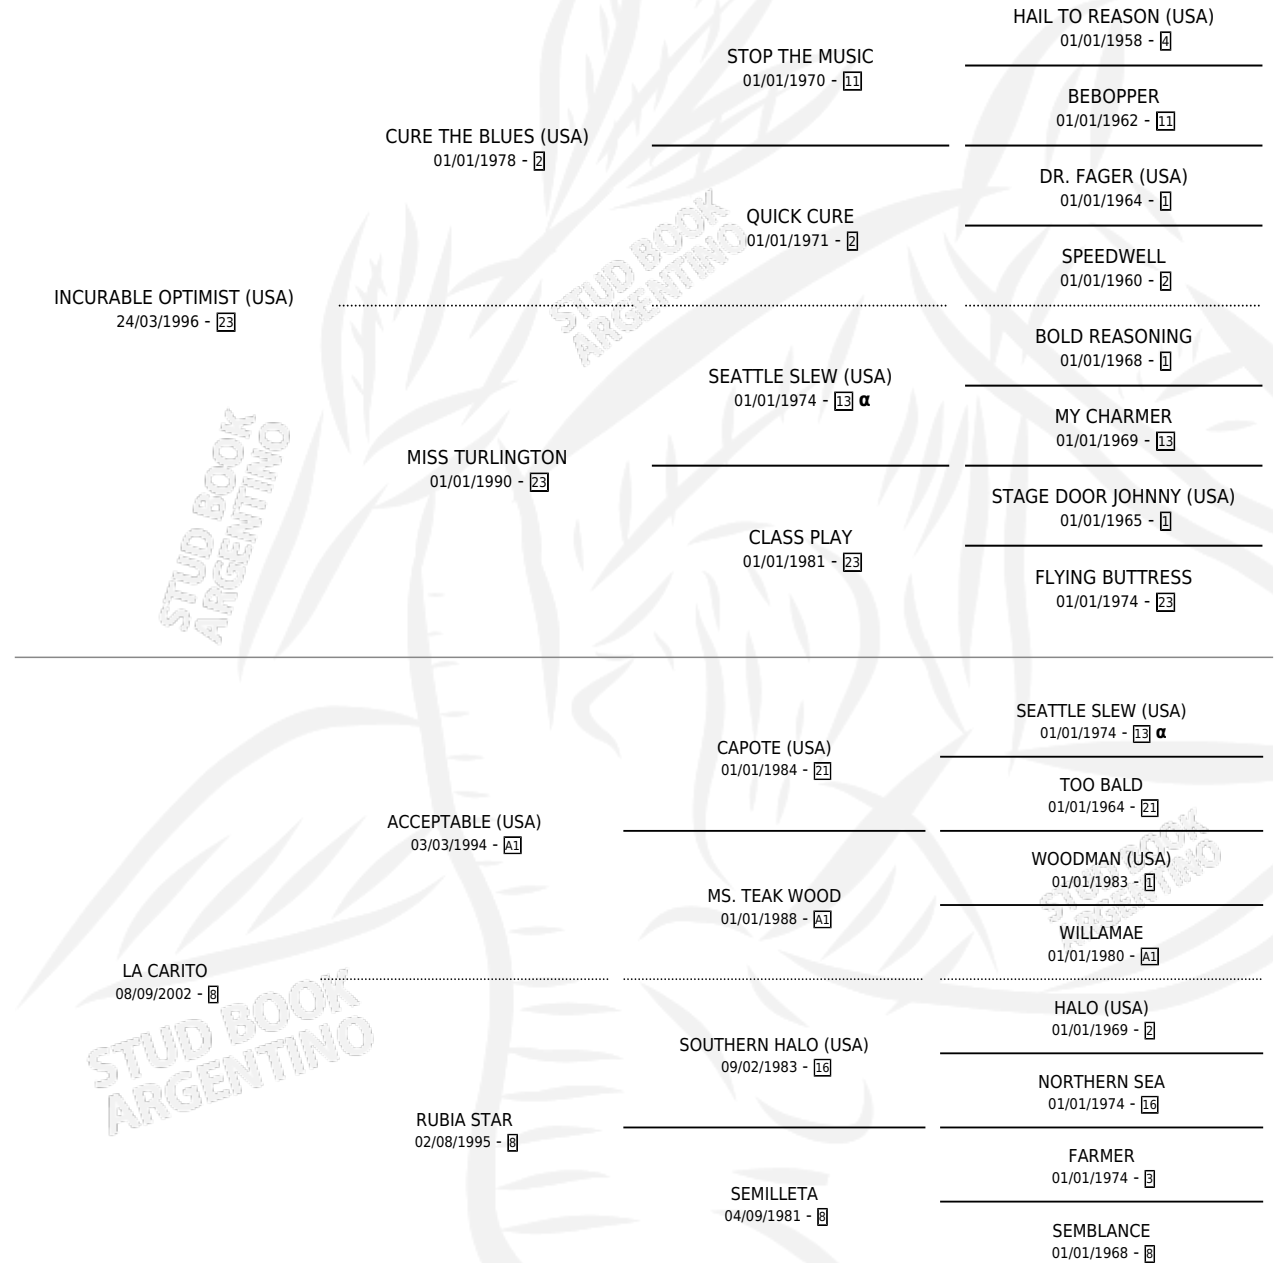 HAIL TO REASON (USA)
01/01/1958 - 4
STOP THE MUSIC
01/01/1970 - 11
BEBOPPER
01/01/1962 - 11
CURE THE BLUES (USA)
01/01/1978 - 2
DR. FAGER (USA)
01/01/1964 - 1
QUICK CURE
01/01/1971 - 2
SPEEDWELL
01/01/1960 - 2
INCURABLE OPTIMIST (USA)
24/03/1996 - 23
BOLD REASONING
01/01/1968 - 1
SEATTLE SLEW (USA)
01/01/1974 - 13 α
MY CHARMER
01/01/1969 - 13
MISS TURLINGTON
01/01/1990 - 23
STAGE DOOR JOHNNY (USA)
01/01/1965 - 1
CLASS PLAY
01/01/1981 - 23
FLYING BUTTRESS
01/01/1974 - 23
STUD BOOK
ARGENTINO
STUD BOOK
ARGENTINO
SEATTLE SLEW (USA)
01/01/1974 - 13 α
CAPOTE (USA)
01/01/1984 - 21
TOO BALD
01/01/1964 - 21
ACCEPTABLE (USA)
03/03/1994 - A1
WOODMAN (USA)
01/01/1983 - 1
MS. TEAK WOOD
01/01/1988 - A1
WILLAMAE
01/01/1980 - A1
LA CARITO
08/09/2002 - 8
HALO (USA)
01/01/1969 - 2
SOUTHERN HALO (USA)
09/02/1983 - 16
NORTHERN SEA
01/01/1974 - 16
RUBIA STAR
02/08/1995 - 8
FARMER
01/01/1974 - 3
SEMILLETA
04/09/1981 - 8
SEMBLANCE
01/01/1968 - 8
STUD BOOK
ARGENTINO
STUD BOOK
ARGENTINO